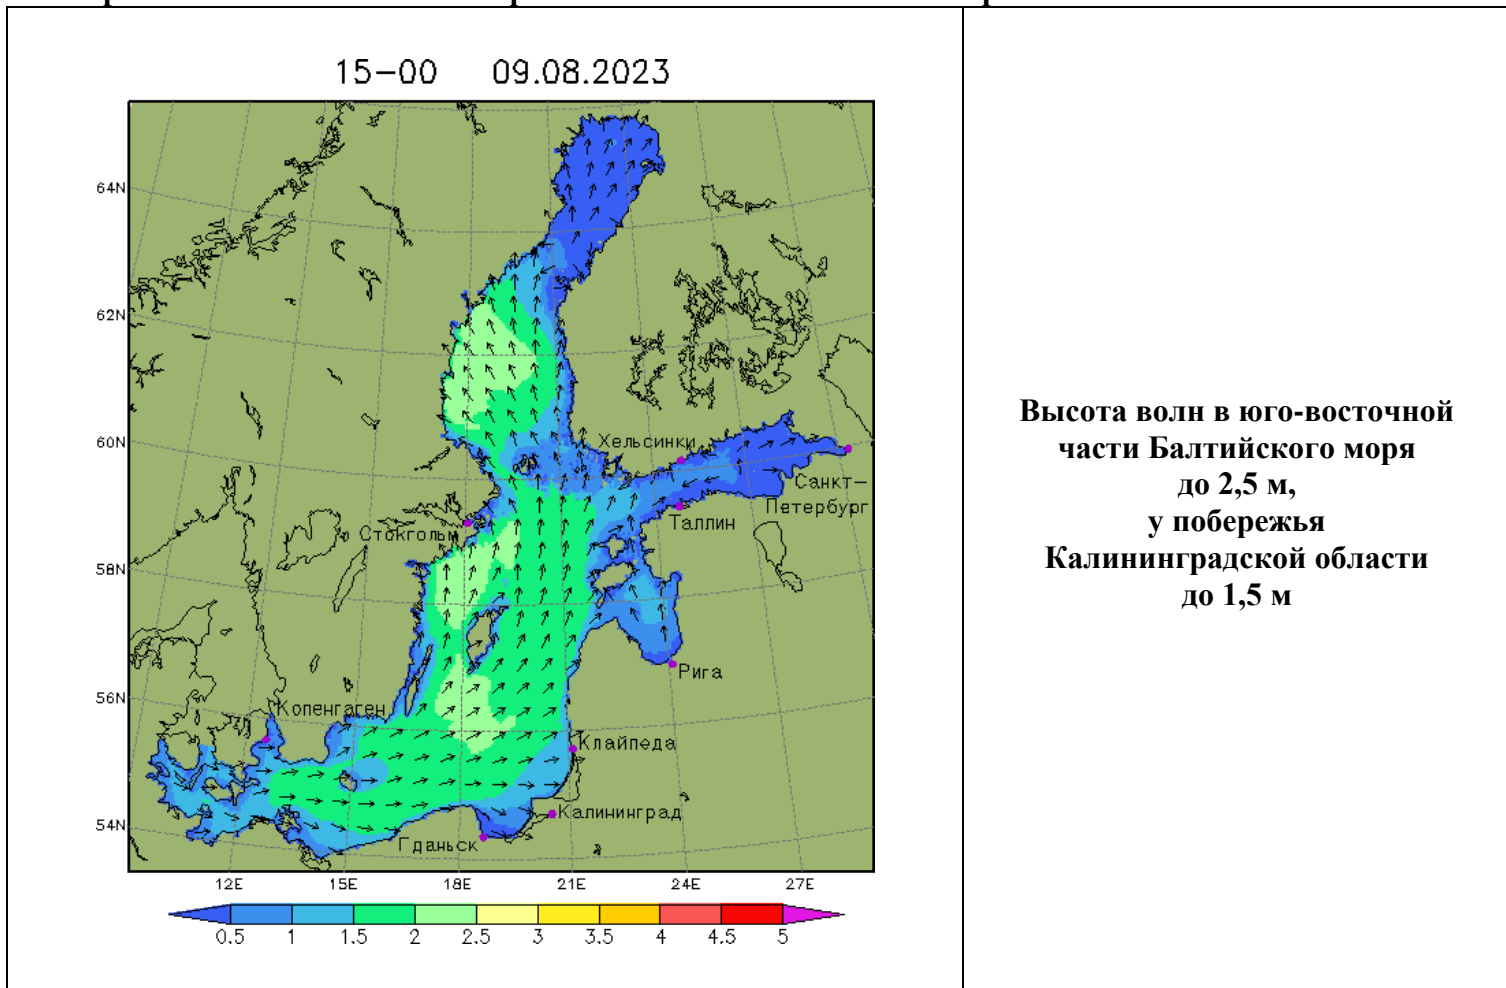 15-00 09.08.2023
64N
62N
60N
58N
56N
54N
Хельсинки
Санкт-
Петербург
Таллин
Стокгольм
Рига
Копенгаген
Клайпеда
Калининград
Гданьск
12E 15E 18E 21E 24E 27E
0.5 1 1.5 2 2.5 3 3.5 4 4.5 5
Высота волн в юго-восточной
части Балтийского моря
до 2,5 м,
у побережья
Калининградской области
до 1,5 м